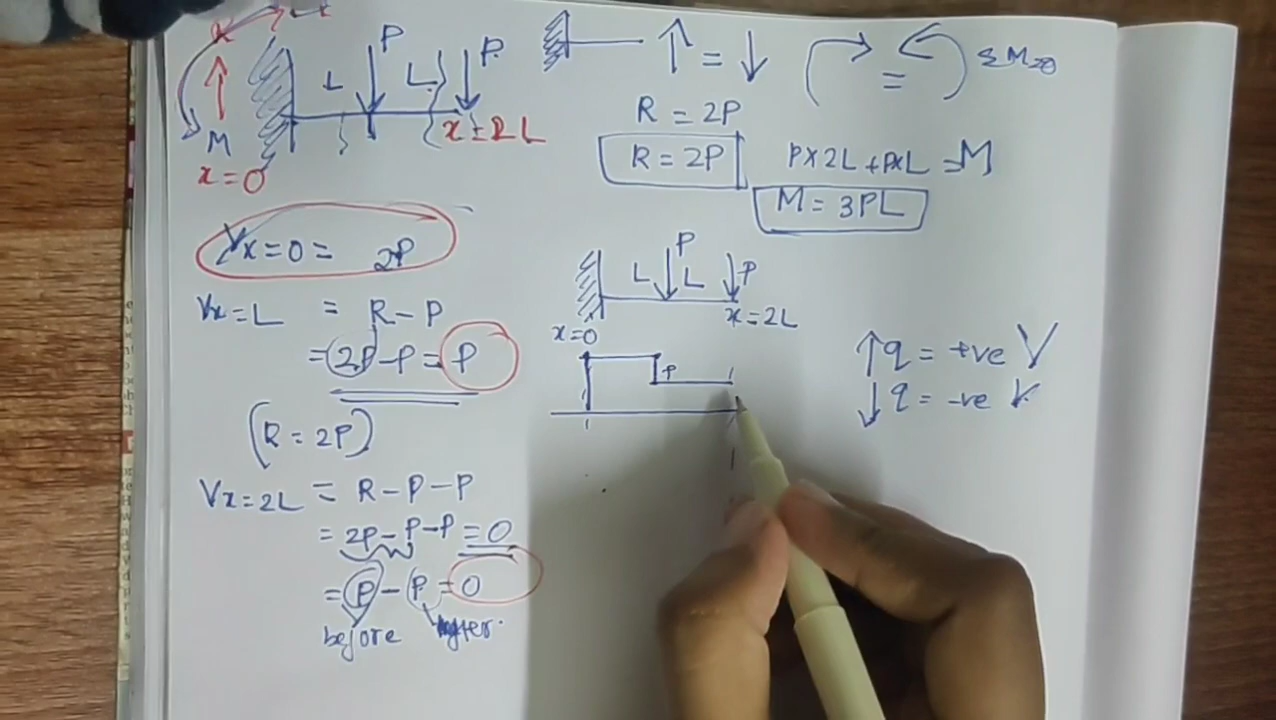 P
P
L
L
M
x=0
x=2L
↑ = ↓
ΣM=0
R = 2P
R = 2P
P×2L+P×L = M
M = 3PL
Vx=0 = 2P
Vx=L = R-P
= 2P-P = P
(R = 2P)
Vx=2L = R-P-P
= 2P-P-P = 0
= P-P = 0
before after
P
L L P
x=0 x=2L
P
↑q = +ve V
↓q = -ve V